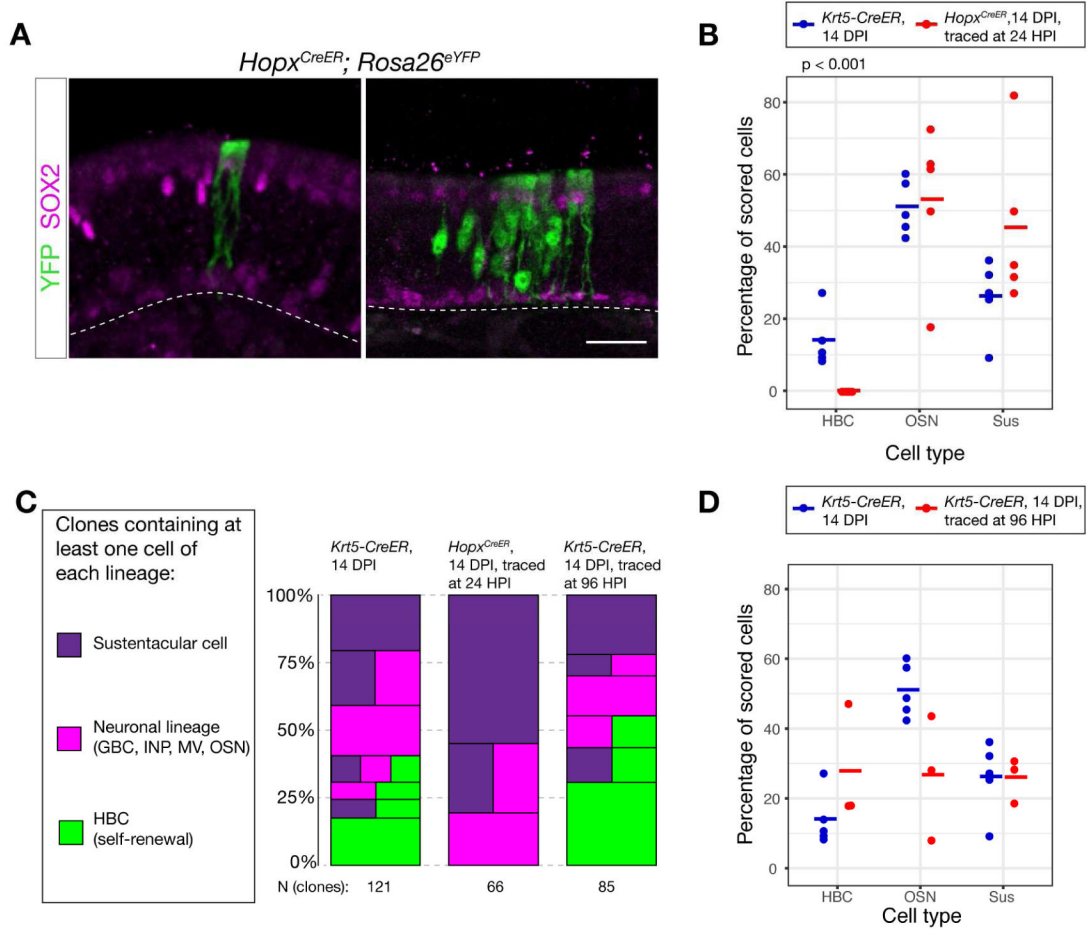 A
Hopx^CreER; Rosa26^eYFP
YFP SOX2
B
Krt5-CreER,
14 DPI
Hopx^CreER,14 DPI,
traced at 24 HPI
p < 0.001
Percentage of scored cells
80
60
40
20
0
HBC
OSN
Sus
Cell type
C
Clones containing at
least one cell of
each lineage:
Sustentacular cell
Neuronal lineage
(GBC, INP, MV, OSN)
HBC
(self-renewal)
Krt5-CreER,
14 DPI
Hopx^CreER,
14 DPI, traced
at 24 HPI
Krt5-CreER,
14 DPI, traced
at 96 HPI
100%
75%
50%
25%
0%
N (clones):
121
66
85
D
Krt5-CreER,
14 DPI
Krt5-CreER, 14 DPI,
traced at 96 HPI
Percentage of scored cells
80
60
40
20
0
HBC
OSN
Sus
Cell type